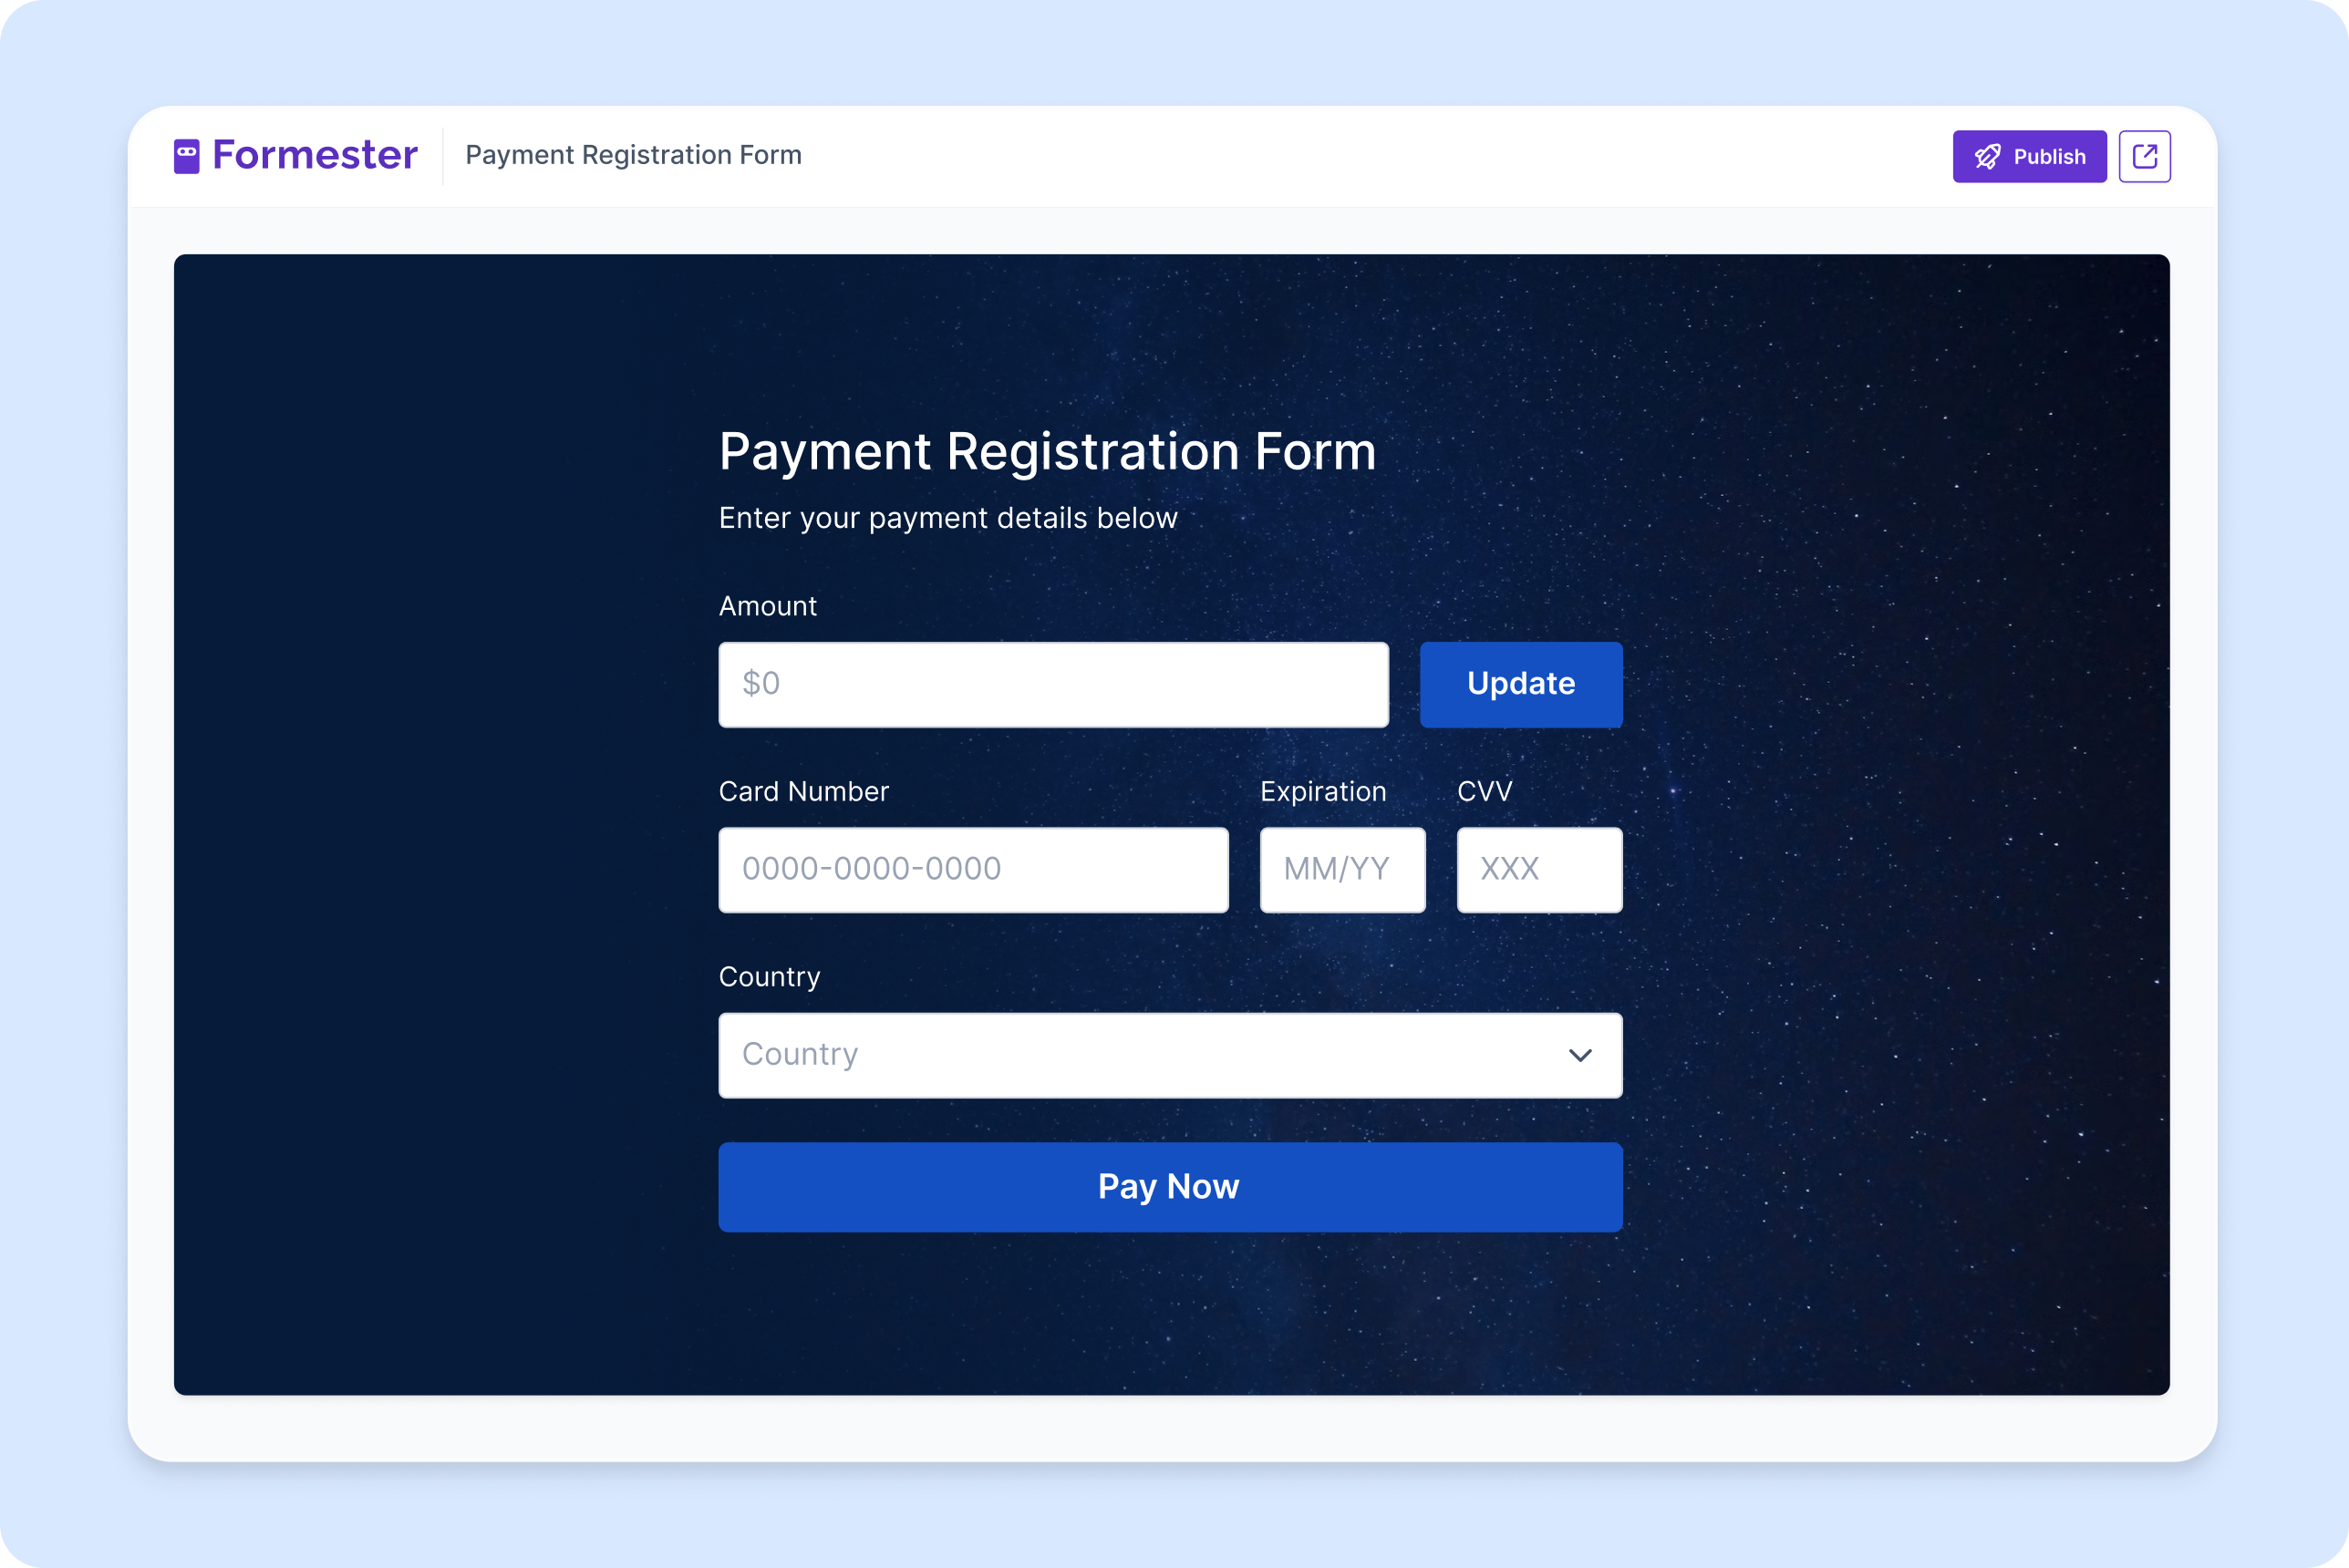 Formester
Payment Registration Form
Publish
Payment Registration Form
Enter your payment details below
Amount
$0
Update
Card Number
Expiration
CVV
0000-0000-0000
MM/YY
XXX
Country
Country
Pay Now